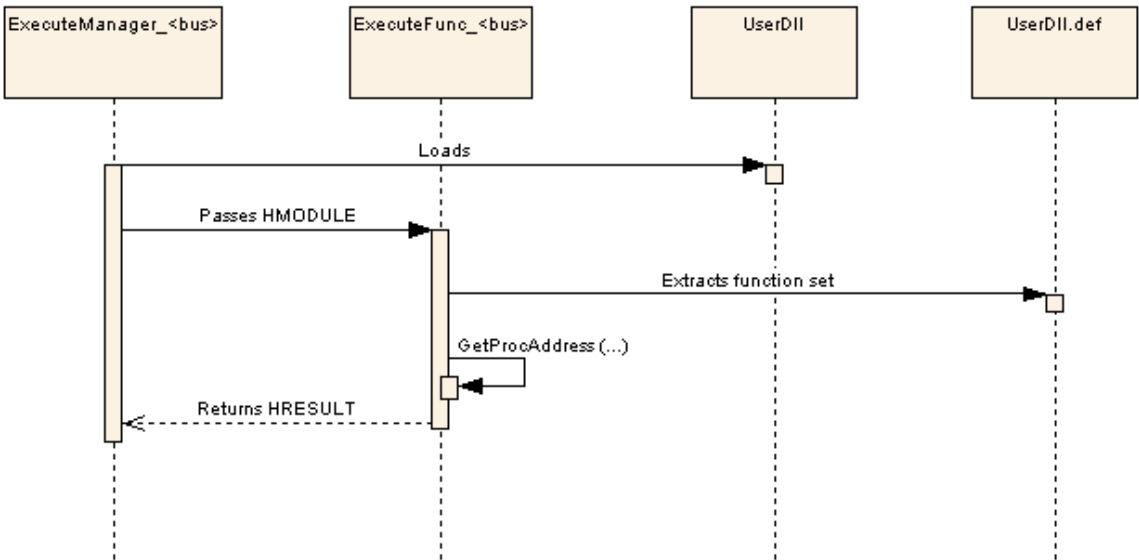 ExecuteManager_<bus>
ExecuteFunc_<bus>
UserDll
UserDll.def
Loads
Passes HMODULE
Extracts function set
GetProcAddress (...)
Returns HRESULT